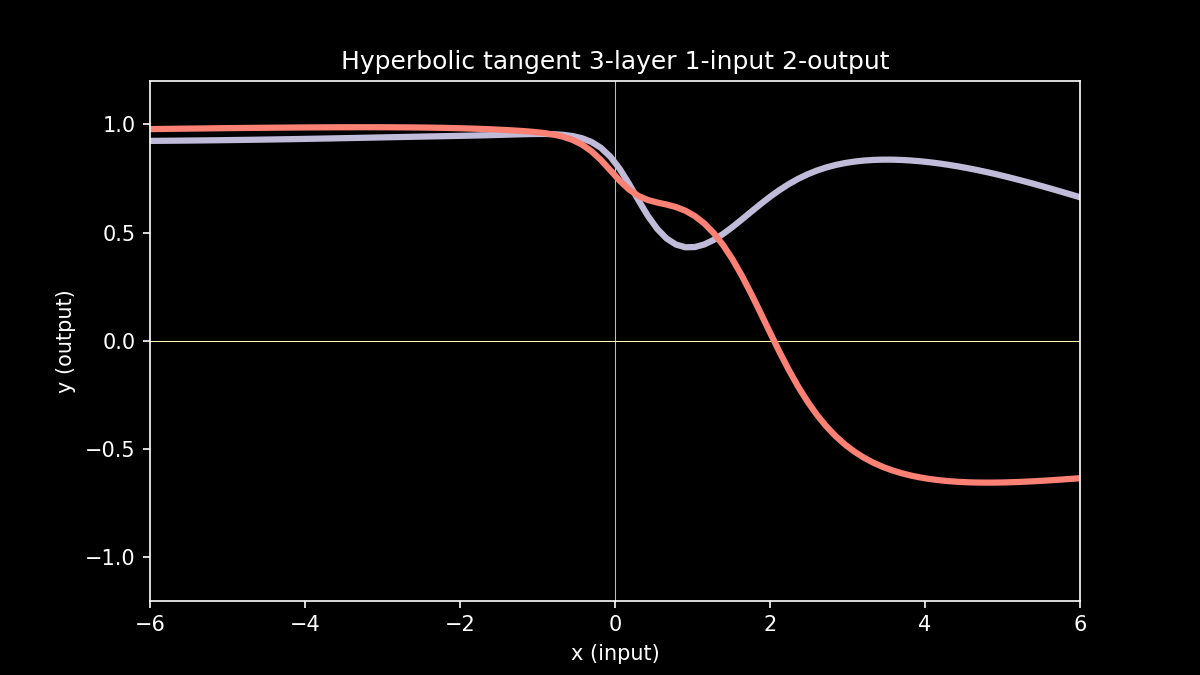 Hyperbolic tangent 3-layer 1-input 2-output
1.0
0.5
0.0
−0.5
−1.0
y (output)
−6 −4 −2 0 2 4 6
x (input)